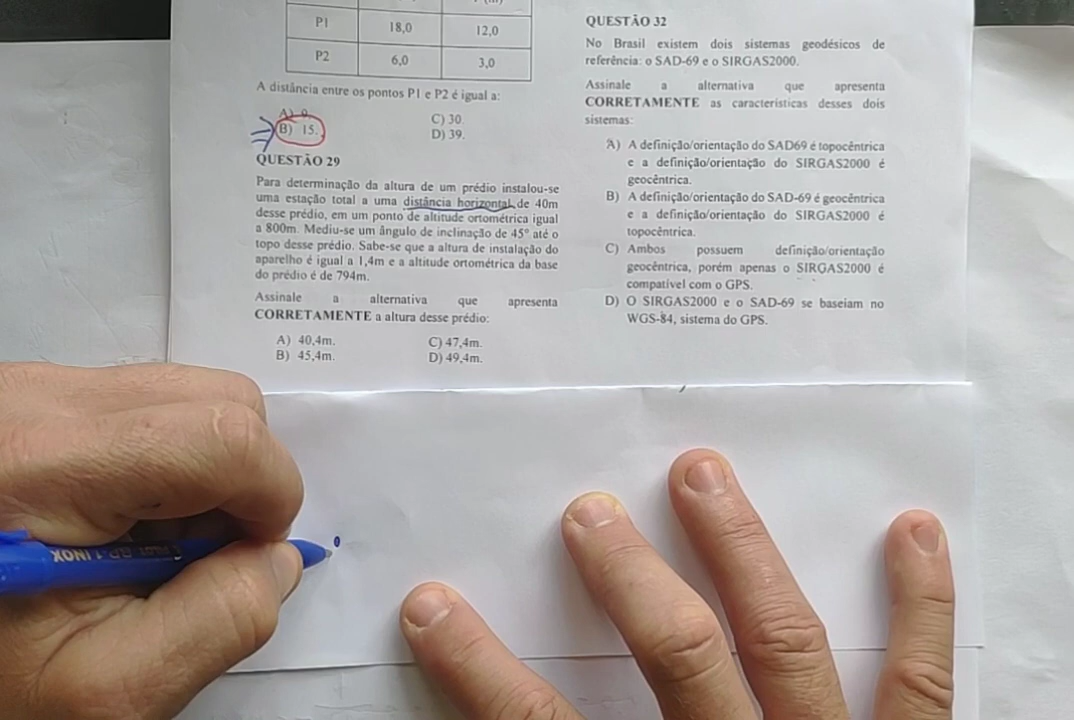 P1 18,0 12,0
P2 6,0 3,0
A distância entre os pontos P1 e P2 é igual a:
B) 15.
C) 30.
D) 39.
QUESTÃO 29
Para determinação da altura de um prédio instalou-se
uma estação total a uma distância horizontal de 40m
desse prédio, em um ponto de altitude ortométrica igual
a 800m. Mediu-se um ângulo de inclinação de 45° até o
topo desse prédio. Sabe-se que a altura de instalação do
aparelho é igual a 1,4m e a altitude ortométrica da base
do prédio é de 794m.
Assinale a alternativa que apresenta
CORRETAMENTE a altura desse prédio:
A) 40,4m.
B) 45,4m.
C) 47,4m.
D) 49,4m.
QUESTÃO 32
No Brasil existem dois sistemas geodésicos de
referência: o SAD-69 e o SIRGAS2000.
Assinale a alternativa que apresenta
CORRETAMENTE as características desses dois
sistemas:
A) A definição/orientação do SAD69 é topocêntrica
e a definição/orientação do SIRGAS2000 é
geocêntrica.
B) A definição/orientação do SAD-69 é geocêntrica
e a definição/orientação do SIRGAS2000 é
topocêntrica.
C) Ambos possuem definição/orientação
geocêntrica, porém apenas o SIRGAS2000 é
compatível com o GPS.
D) O SIRGAS2000 e o SAD-69 se baseiam no
WGS-84, sistema do GPS.